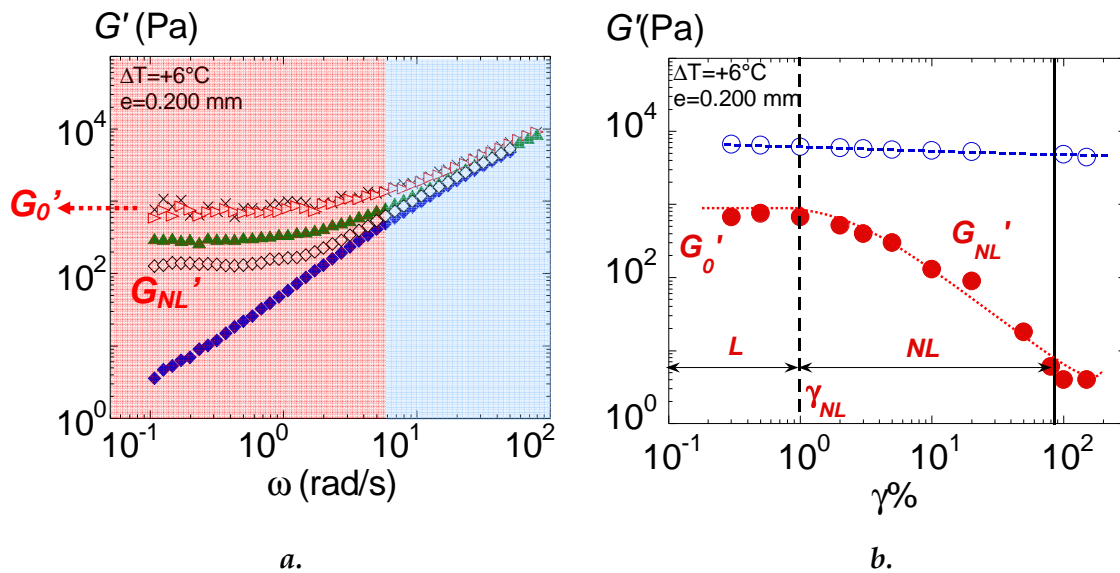 G' (Pa)
ΔT=+6°C
e=0.200 mm
10⁴
G₀'
10²
G_NL'
10⁰
10⁻¹ 10⁰ 10¹ 10²
ω (rad/s)
a.
G'(Pa)
ΔT=+6°C
e=0.200 mm
10⁴
G₀' G_NL'
10²
L NL
γ_NL
10⁰
10⁻¹ 10⁰ 10¹ 10²
γ%
b.